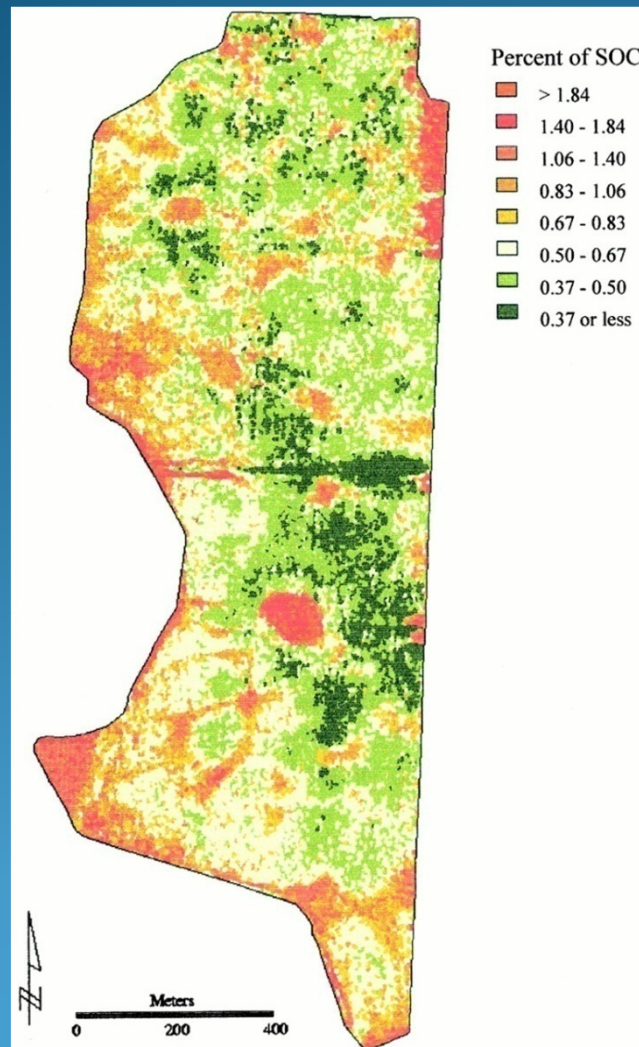 Percent of SOC
> 1.84
1.40 - 1.84
1.06 - 1.40
0.83 - 1.06
0.67 - 0.83
0.50 - 0.67
0.37 - 0.50
0.37 or less
N
Meters
0 200 400